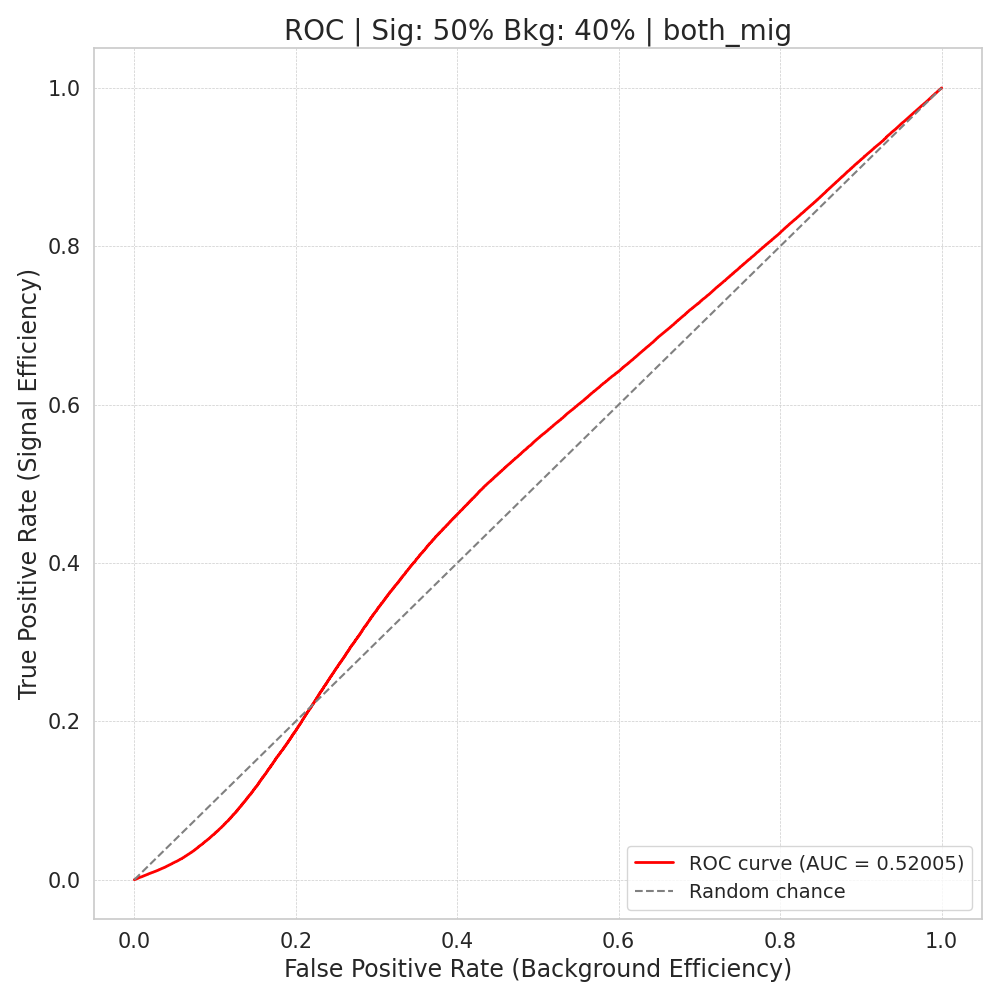 ROC | Sig: 50% Bkg: 40% | both_mig
True Positive Rate (Signal Efficiency)
1.0
0.8
0.6
0.4
0.2
0.0
ROC curve (AUC = 0.52005)
Random chance
0.0 0.2 0.4 0.6 0.8 1.0
False Positive Rate (Background Efficiency)